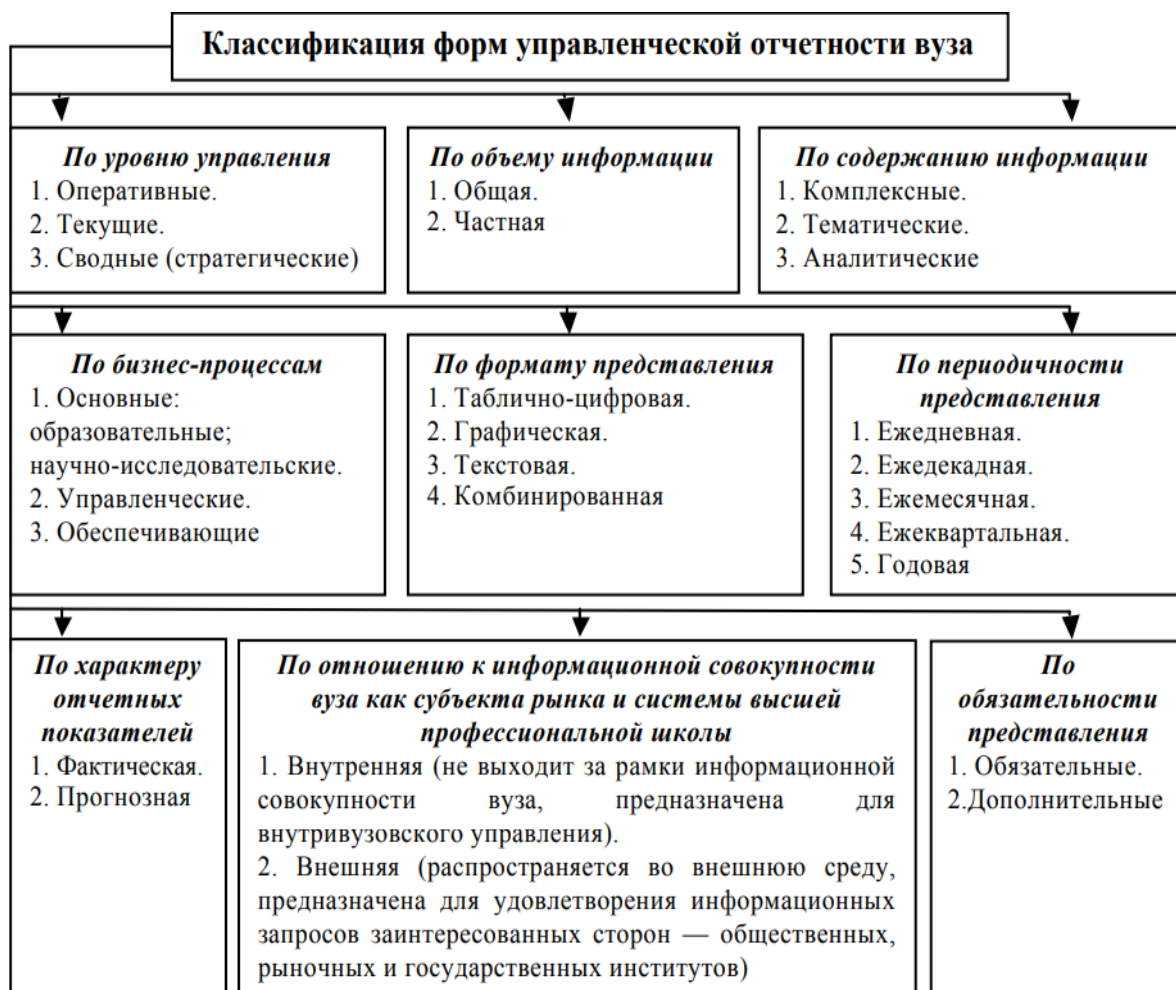 Классификация форм управленческой отчетности вуза
По уровню управления
1. Оперативные.
2. Текущие.
3. Сводные (стратегические)
По объему информации
1. Общая.
2. Частная
По содержанию информации
1. Комплексные.
2. Тематические.
3. Аналитические
По бизнес-процессам
1. Основные:
образовательные;
научно-исследовательские.
2. Управленческие.
3. Обеспечивающие
По формату представления
1. Таблично-цифровая.
2. Графическая.
3. Текстовая.
4. Комбинированная
По периодичности
представления
1. Ежедневная.
2. Ежедекадная.
3. Ежемесячная.
4. Ежеквартальная.
5. Годовая
По характеру
отчетных
показателей
1. Фактическая.
2. Прогнозная
По отношению к информационной совокупности
вуза как субъекта рынка и системы высшей
профессиональной школы
1. Внутренняя (не выходит за рамки информационной
совокупности вуза, предназначена для
внутривузовского управления).
2. Внешняя (распространяется во внешнюю среду,
предназначена для удовлетворения информационных
запросов заинтересованных сторон — общественных,
рыночных и государственных институтов)
По
обязательности
представления
1. Обязательные.
2.Дополнительные